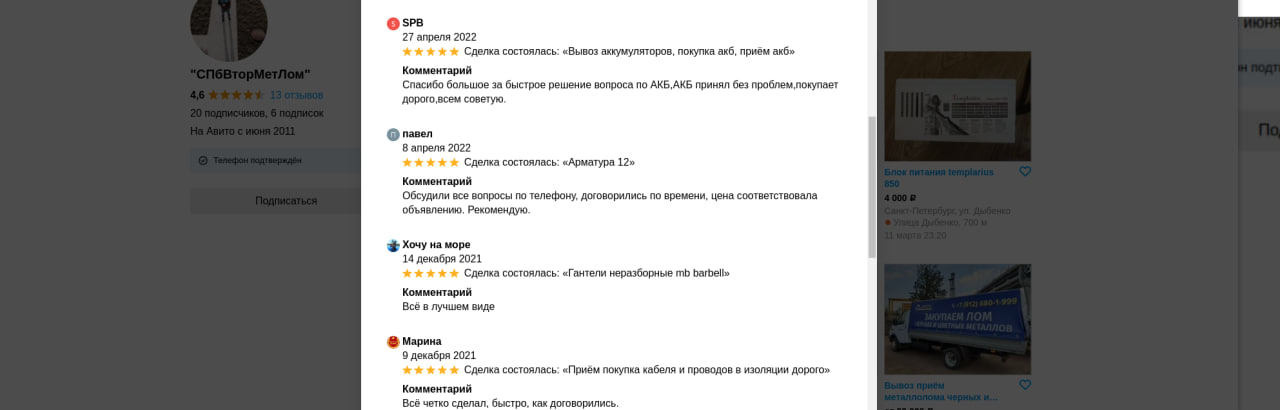 "СПбВторМетЛом"
4,6 13 отзывов
20 подписчиков, 6 подписок
На Авито с июня 2011
Телефон подтверждён
Подписаться
S SPB
27 апреля 2022
Сделка состоялась: «Вывоз аккумуляторов, покупка акб, приём акб»
Комментарий
Спасибо большое за быстрое решение вопроса по АКБ,АКБ принял без проблем,покупает
дорого,всем советую.
П павел
8 апреля 2022
Сделка состоялась: «Арматура 12»
Комментарий
Обсудили все вопросы по телефону, договорились по времени, цена соответствовала
объявлению. Рекомендую.
Хочу на море
14 декабря 2021
Сделка состоялась: «Гантели неразборные mb barbell»
Комментарий
Всё в лучшем виде
Марина
9 декабря 2021
Сделка состоялась: «Приём покупка кабеля и проводов в изоляции дорого»
Комментарий
Всё четко сделал, быстро, как договорились.
Templarius
Блок питания templarius
850
4 000 ₽
Санкт-Петербург, ул. Дыбенко
Улица Дыбенко, 700 м
11 марта 23:20
+7(812) 680-1-999
ЗАКУПАЕМ ЛОМ
ЧЕРНЫХ И ЦВЕТНЫХ МЕТАЛЛОВ
Вывоз приём
металлолома черных и…
июня